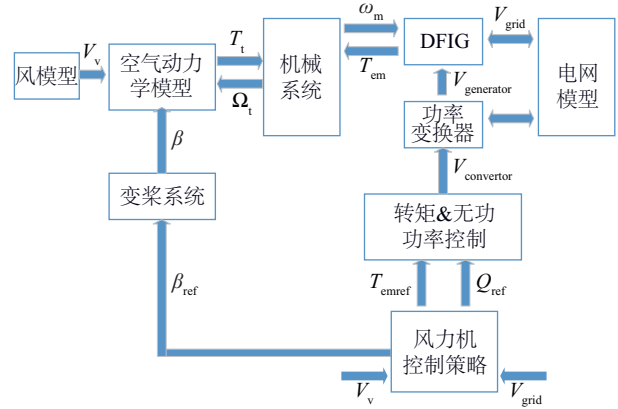 风模型
V_v
空气动力
学模型
T_t
Ω_t
机械
系统
ω_m
T_em
DFIG
V_grid
电网
模型
V_generator
功率
变换器
β
V_convertor
变桨系统
转矩&无功
功率控制
β_ref
T_emref
Q_ref
风力机
控制策略
V_v
V_grid